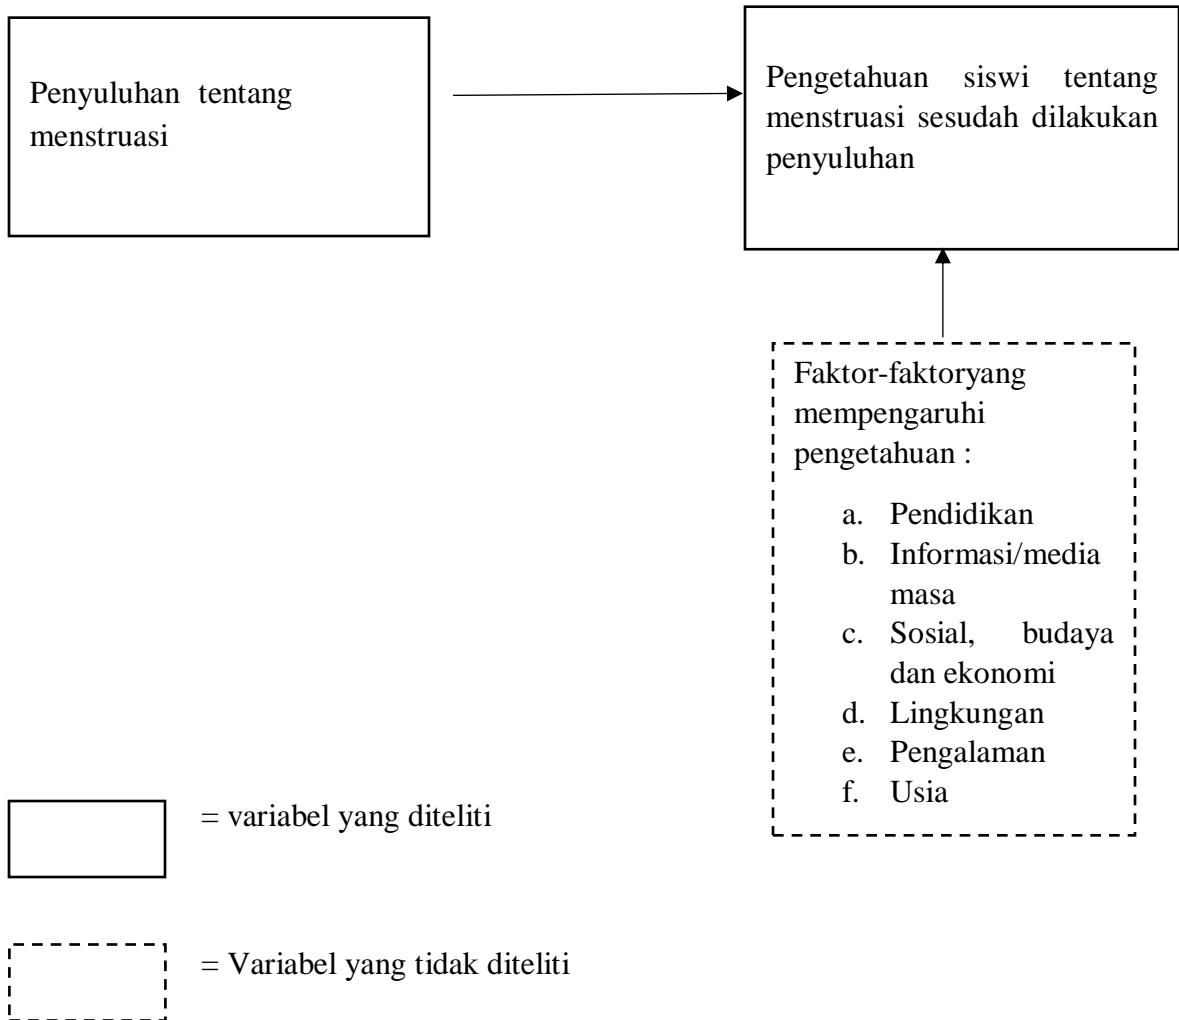 Penyuluhan tentang
menstruasi
Pengetahuan siswi tentang
menstruasi sesudah dilakukan
penyuluhan
Faktor-faktoryang
mempengaruhi
pengetahuan :
a. Pendidikan
b. Informasi/media
masa
c. Sosial, budaya
dan ekonomi
d. Lingkungan
e. Pengalaman
f. Usia
= variabel yang diteliti
= Variabel yang tidak diteliti